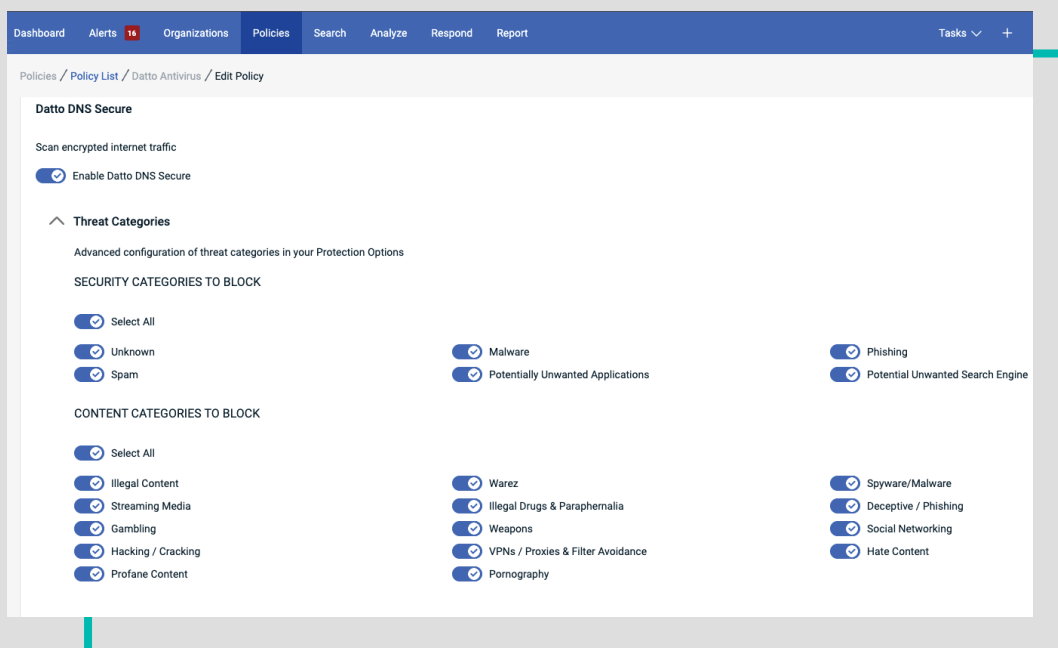 Dashboard Alerts 16 Organizations Policies Search Analyze Respond Report Tasks +
Policies / Policy List / Datto Antivirus / Edit Policy
Datto DNS Secure
Scan encrypted internet traffic
Enable Datto DNS Secure
Threat Categories
Advanced configuration of threat categories in your Protection Options
SECURITY CATEGORIES TO BLOCK
Select All
Unknown Malware Phishing
Spam Potentially Unwanted Applications Potential Unwanted Search Engine
CONTENT CATEGORIES TO BLOCK
Select All
Illegal Content Warez Spyware/Malware
Streaming Media Illegal Drugs & Paraphernalia Deceptive / Phishing
Gambling Weapons Social Networking
Hacking / Cracking VPNs / Proxies & Filter Avoidance Hate Content
Profane Content Pornography